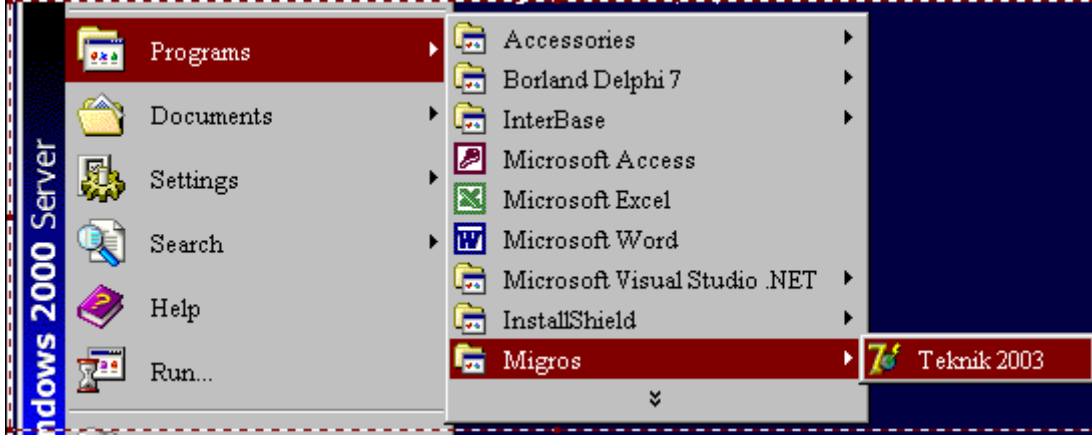 ndows 2000 Server
Programs
Documents
Settings
Search
Help
Run...
Accessories
Borland Delphi 7
InterBase
Microsoft Access
Microsoft Excel
Microsoft Word
Microsoft Visual Studio .NET
InstallShield
Migros
Teknik 2003